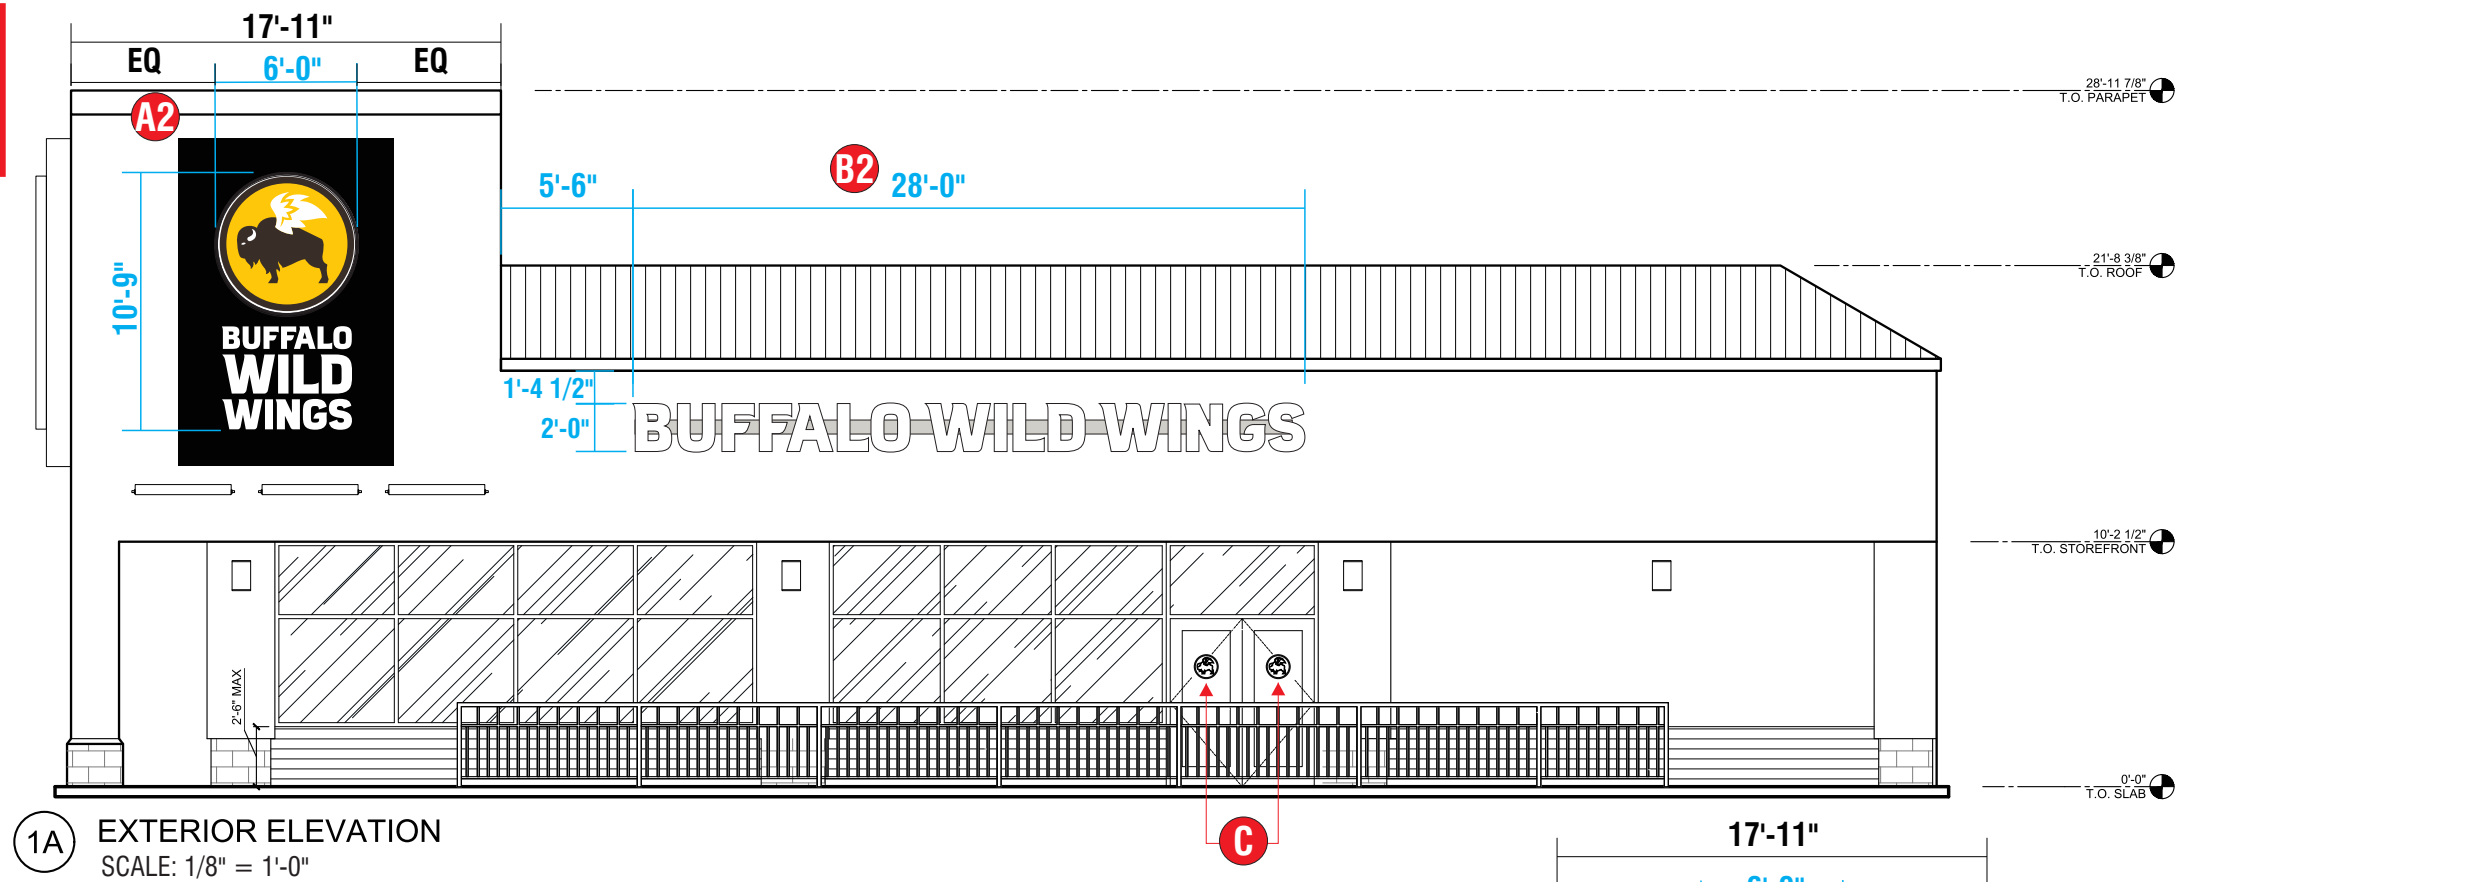 17'-11"
EQ
6'-0"
EQ
A2
28'-11 7/8"
T.O. PARAPET
B2
5'-6"
28'-0"
10'-9"
21'-8 3/8"
T.O. ROOF
BUFFALO
WILD
WINGS
1'-4 1/2"
2'-0"
BUFFALO WILD WINGS
10'-2 1/2"
T.O. STOREFRONT
2'-6" MAX
0'-0"
T.O. SLAB
1A
EXTERIOR ELEVATION
SCALE: 1/8" = 1'-0"
C
17'-11"